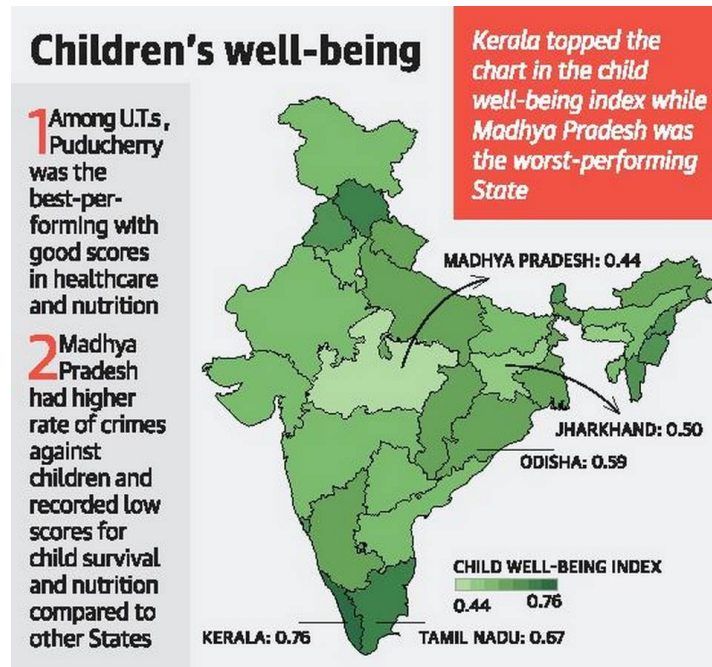 Children's well-being
Kerala topped the
chart in the child
well-being index while
Madhya Pradesh was
the worst-performing
State
1 Among U.T.s,
Puducherry
was the
best-per-
forming with
good scores
in healthcare
and nutrition
2 Madhya
Pradesh
had higher
rate of crimes
against
children and
recorded low
scores for
child survival
and nutrition
compared to
other States
MADHYA PRADESH: 0.44
JHARKHAND: 0.50
ODISHA: 0.59
CHILD WELL-BEING INDEX
0.44 0.76
KERALA: 0.76
TAMIL NADU: 0.67